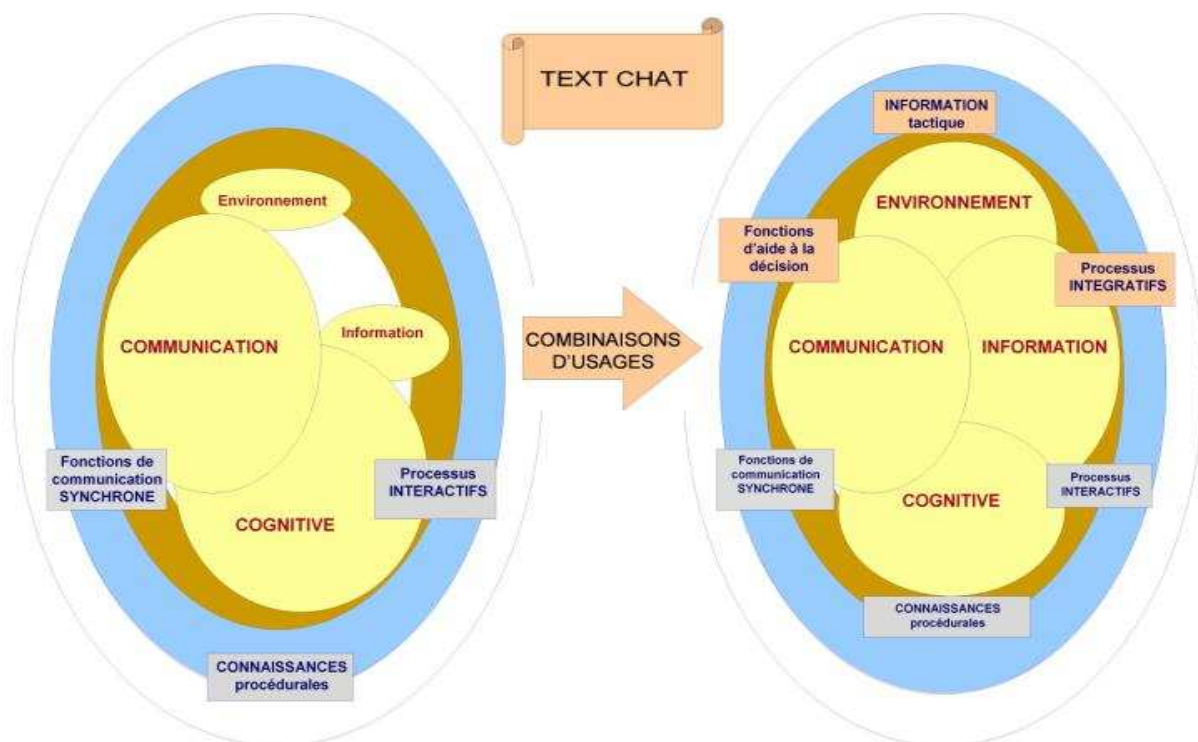 TEXT CHAT
Environnement
COMMUNICATION
Information
Fonctions de
communication
SYNCHRONE
Processus
INTERACTIFS
COGNITIVE
CONNAISSANCES
procédurales
COMBINAISONS
D'USAGES
INFORMATION
tactique
ENVIRONNEMENT
Fonctions
d'aide à la
décision
Processus
INTEGRATIFS
COMMUNICATION
INFORMATION
Fonctions de
communication
SYNCHRONE
Processus
INTERACTIFS
COGNITIVE
CONNAISSANCES
procédurales